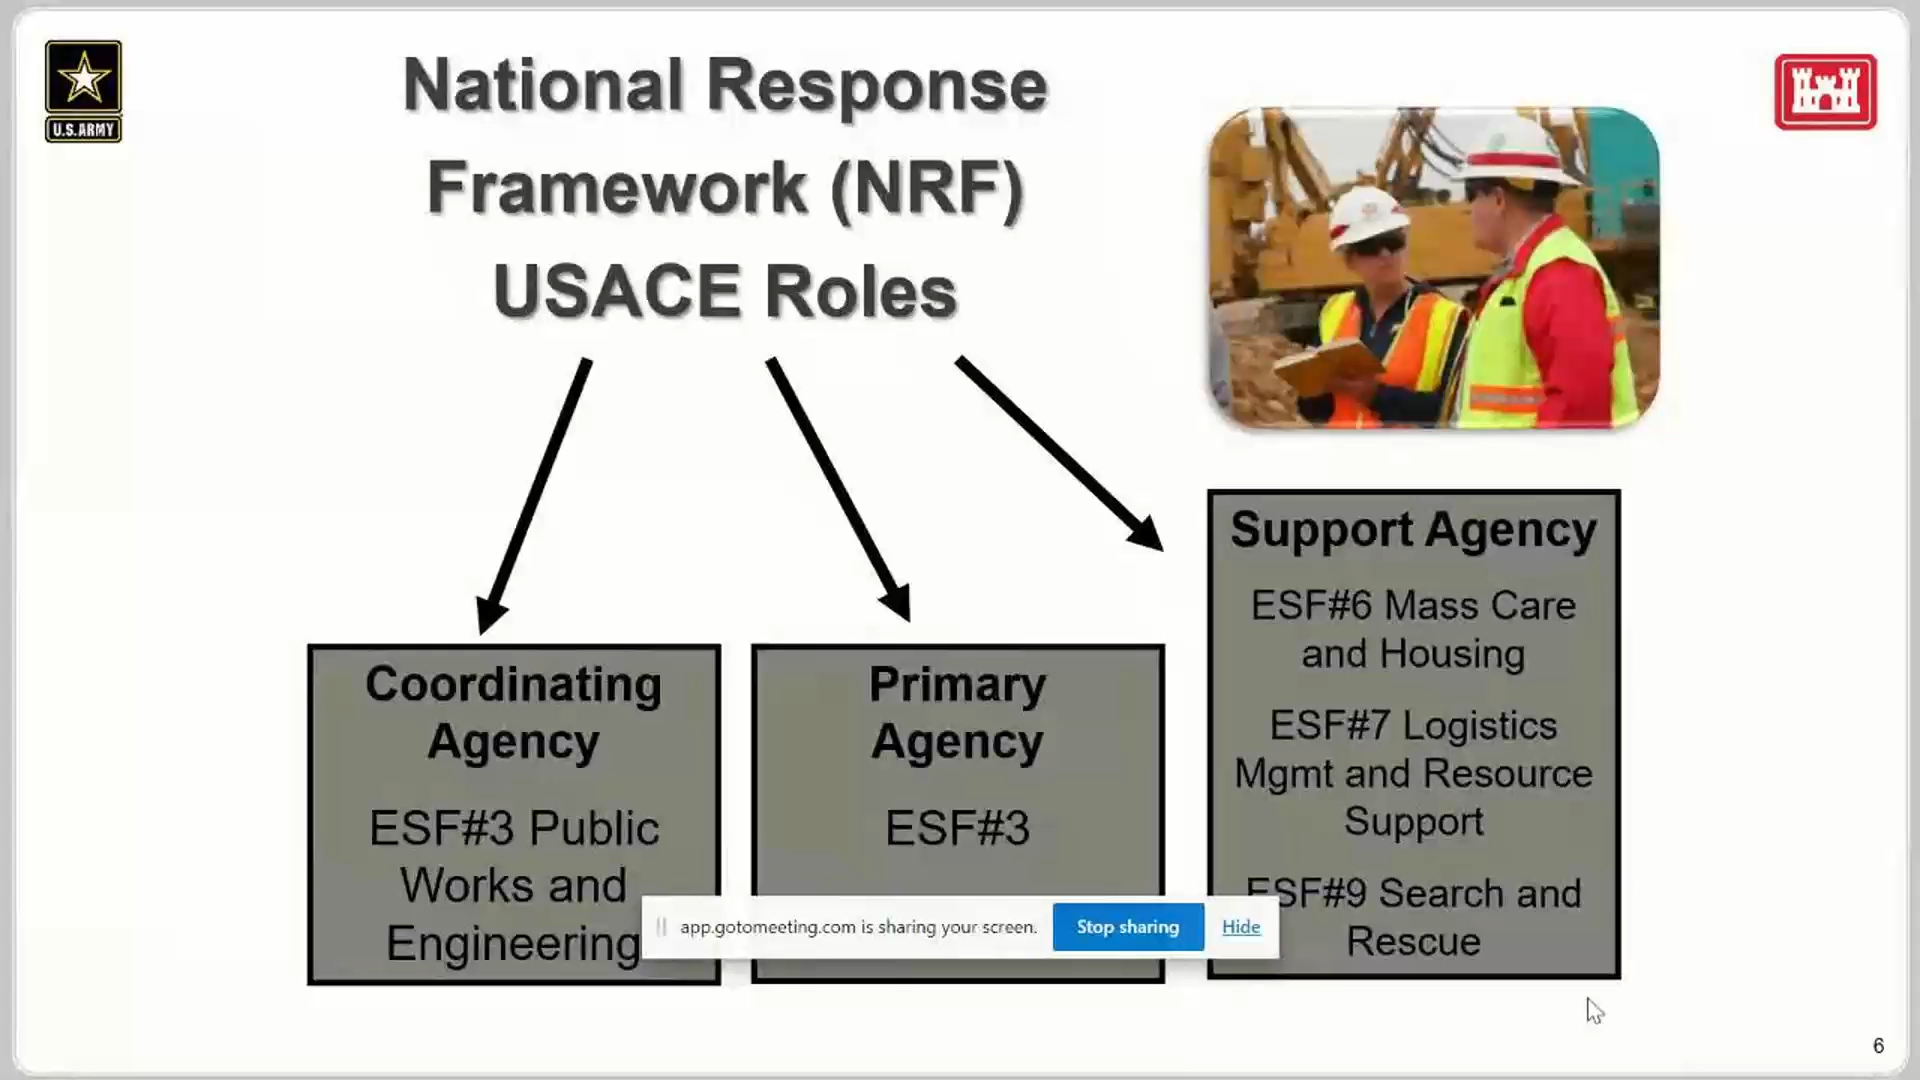 National Response
Framework (NRF)
USACE Roles
U.S.ARMY
Coordinating
Agency
ESF#3 Public
Works and
Engineering
Primary
Agency
ESF#3
Support Agency
ESF#6 Mass Care
and Housing
ESF#7 Logistics
Mgmt and Resource
Support
ESF#9 Search and
Rescue
app.gotomeeting.com is sharing your screen.
Stop sharing
Hide
6